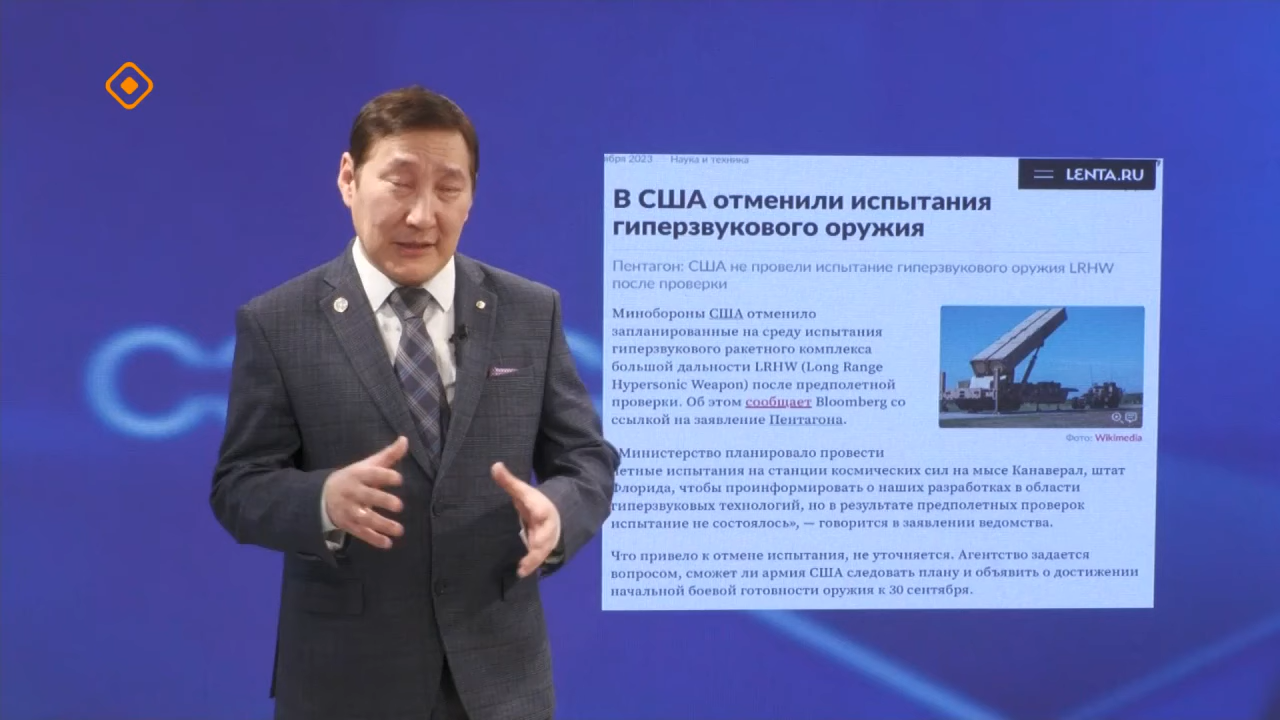 2023 Наука и техника
LENTA.RU
В США отменили испытания
гиперзвукового оружия
Пентагон: США не провели испытание гиперзвукового оружия LRHW
после проверки
Минобороны США отменило
запланированные на среду испытания
гиперзвукового ракетного комплекса
большой дальности LRHW (Long Range
Hypersonic Weapon) после предполетной
проверки. Об этом сообщает Bloomberg со
ссылкой на заявление Пентагона.
Фото: Wikimedia
Министерство планировало провести
летные испытания на станции космических сил на мысе Канаверал, штат
Флорида, чтобы проинформировать о наших разработках в области
гиперзвуковых технологий, но в результате предполетных проверок
испытание не состоялось», — говорится в заявлении ведомства.
Что привело к отмене испытания, не уточняется. Агентство задается
вопросом, сможет ли армия США следовать плану и объявить о достижении
начальной боевой готовности оружия к 30 сентября.